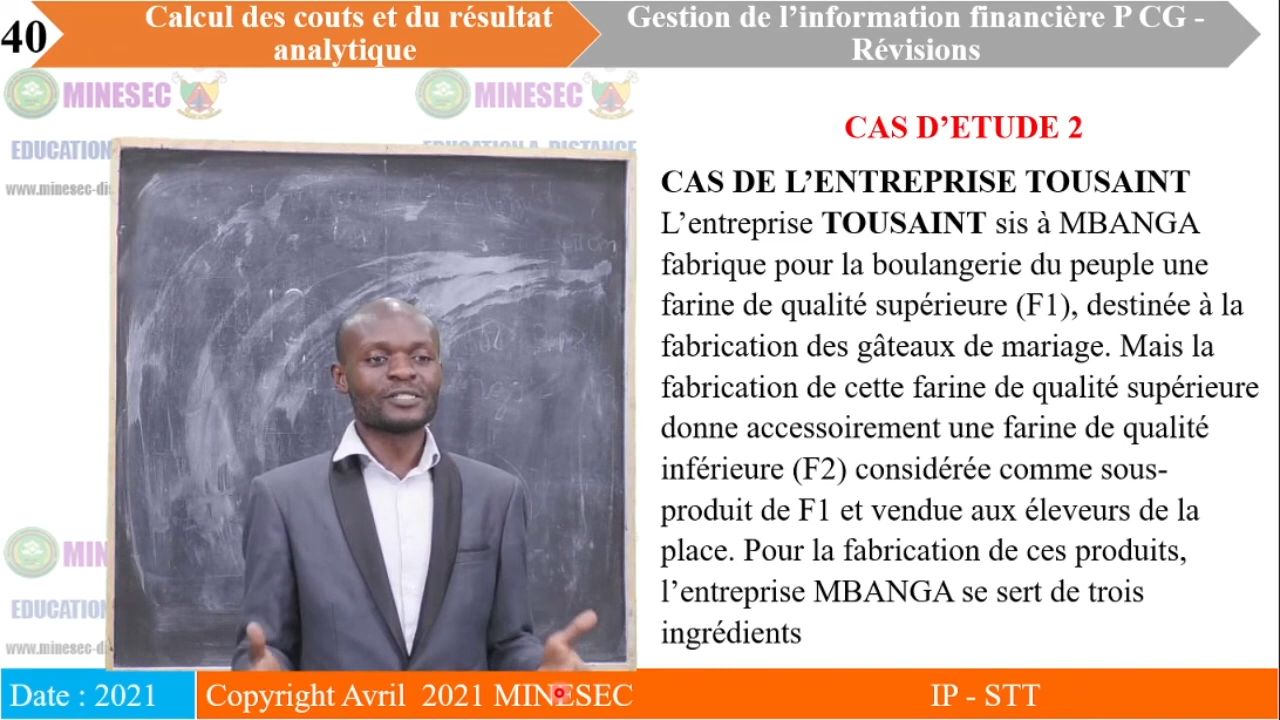 40
Calcul des couts et du résultat
analytique
Gestion de l’information financière P CG -
Révisions
MINESEC
MINESEC
EDUCATION
EDUCATION A DISTANCE
www.minesec-di
CAS D’ETUDE 2
CAS DE L’ENTREPRISE TOUSAINT
L’entreprise TOUSAINT sis à MBANGA
fabrique pour la boulangerie du peuple une
farine de qualité supérieure (F1), destinée à la
fabrication des gâteaux de mariage. Mais la
fabrication de cette farine de qualité supérieure
donne accessoirement une farine de qualité
inférieure (F2) considérée comme sous-
produit de F1 et vendue aux éleveurs de la
place. Pour la fabrication de ces produits,
l’entreprise MBANGA se sert de trois
ingrédients
MIN
EDUCATION
www.minesec-d
Date : 2021
Copyright Avril 2021 MINESEC
IP - STT